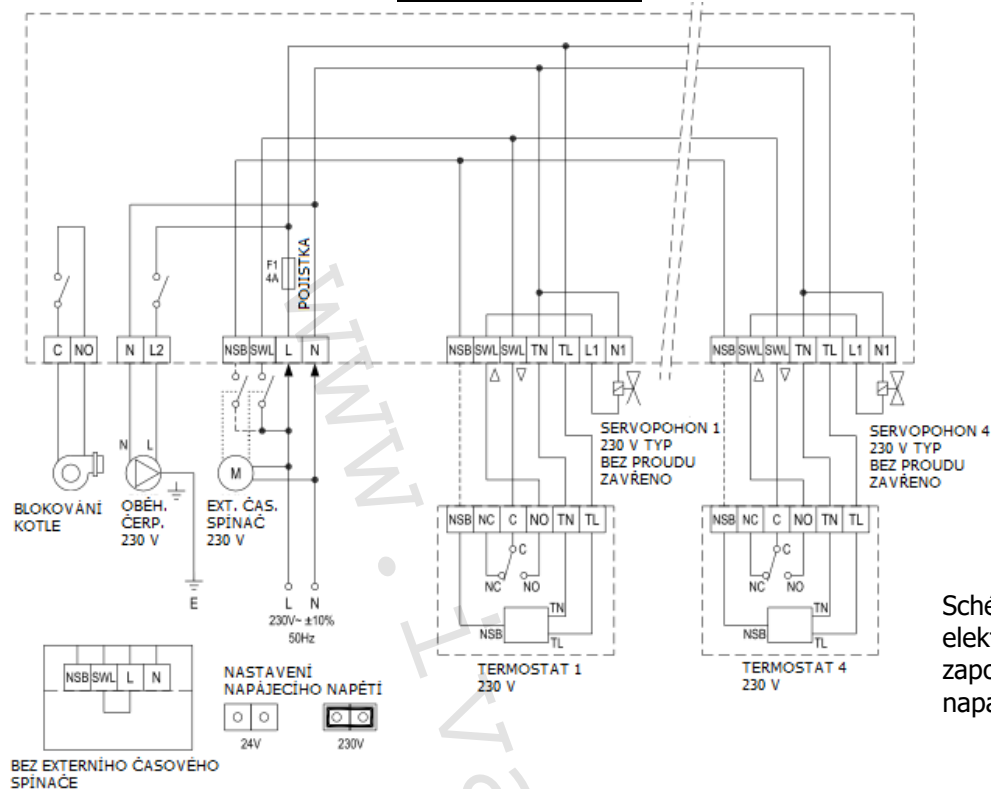 F1
4A
POJISTKA
C NO N L2 NSB SWL L N
NSB SWL SWL TN TL L1 N1
NSB SWL SWL TN TL L1 N1
N L
M
BLOKOVÁNÍ
KOTLE
OBĚH.
ČERP.
230 V
EXT. ČAS.
SPÍNAČ
230 V
E
L N
230V~ ±10%
50Hz
SERVOPOHON 1
230 V TYP
BEZ PROUDU
ZAVŘENO
SERVOPOHON 4
230 V TYP
BEZ PROUDU
ZAVŘENO
NSB NC C NO TN TL
C
NC NO
TN
NSB
TL
TERMOSTAT 1
230 V
NSB NC C NO TN TL
C
NC NO
TN
NSB
TL
TERMOSTAT 4
230 V
NSB SWL L N
BEZ EXTERNÍHO ČASOVÉHO
SPÍNAČE
NASTAVENÍ
NAPÁJECÍHO NAPĚTÍ
24V 230V
Sché
elekt
zapo
napá